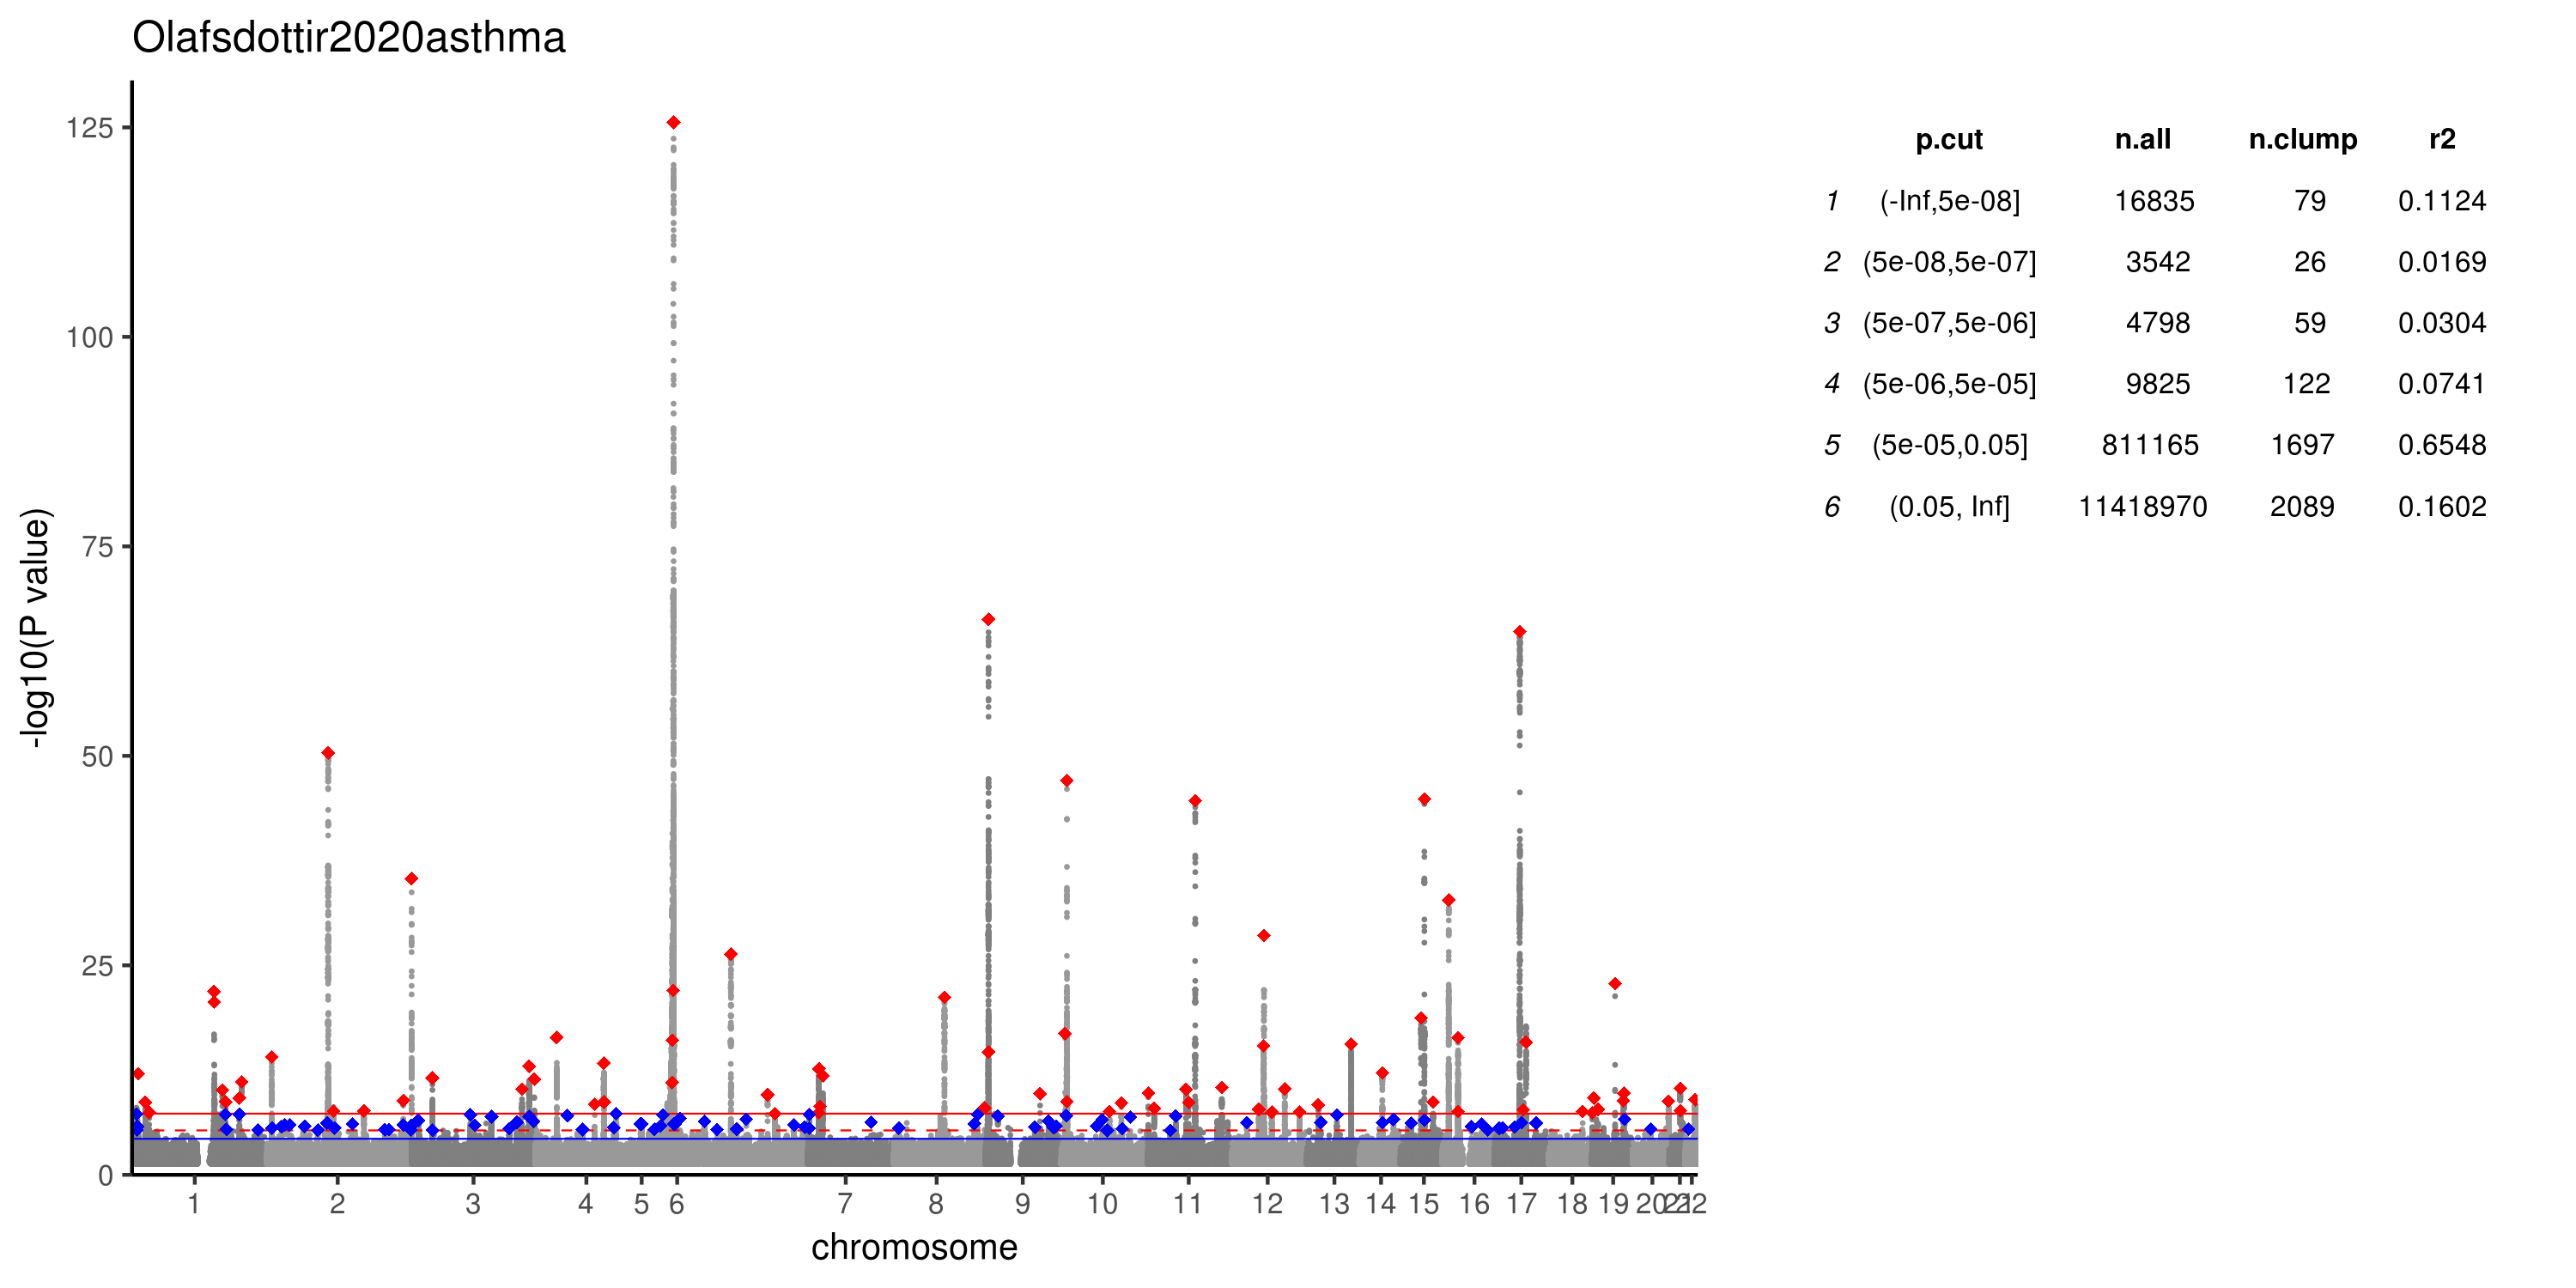 Olafsdottir2020asthma
-log10(P value)
125
100
75
50
25
0
1 2 3 4 5 6 7 8 9 10 11 12 13 14 15 16 17 18 19 20 21 22
chromosome
p.cut n.all n.clump r2
1 (-Inf,5e-08] 16835 79 0.1124
2 (5e-08,5e-07] 3542 26 0.0169
3 (5e-07,5e-06] 4798 59 0.0304
4 (5e-06,5e-05] 9825 122 0.0741
5 (5e-05,0.05] 811165 1697 0.6548
6 (0.05, Inf] 11418970 2089 0.1602